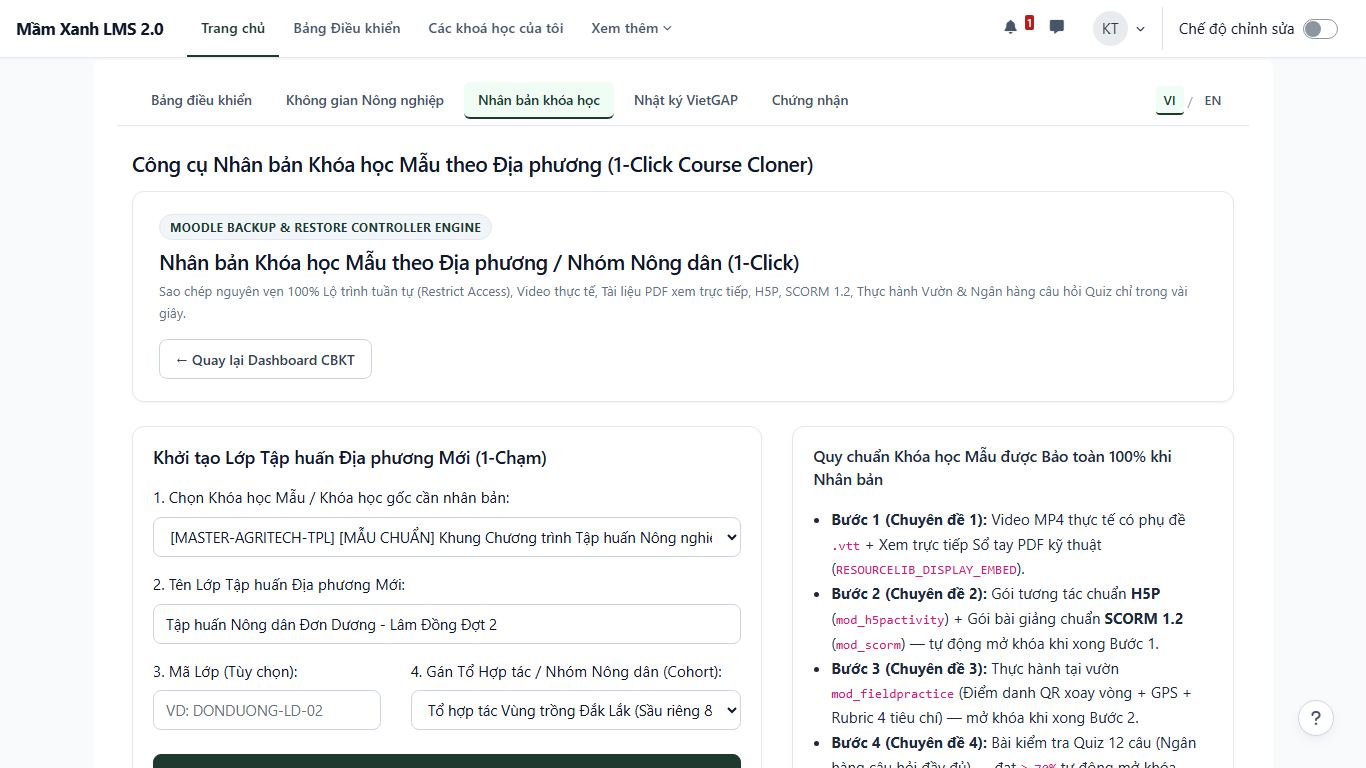 Mầm Xanh LMS 2.0
Trang chủ
Bảng Điều khiển
Các khoá học của tôi
Xem thêm
1
KT
Chế độ chỉnh sửa
Bảng điều khiển
Không gian Nông nghiệp
Nhân bản khóa học
Nhật ký VietGAP
Chứng nhận
VI / EN
Công cụ Nhân bản Khóa học Mẫu theo Địa phương (1-Click Course Cloner)
MOODLE BACKUP & RESTORE CONTROLLER ENGINE
Nhân bản Khóa học Mẫu theo Địa phương / Nhóm Nông dân (1-Click)
Sao chép nguyên vẹn 100% Lộ trình tuần tự (Restrict Access), Video thực tế, Tài liệu PDF xem trực tiếp, H5P, SCORM 1.2, Thực hành Vườn & Ngân hàng câu hỏi Quiz chỉ trong vài
giây.
← Quay lại Dashboard CBKT
Khởi tạo Lớp Tập huấn Địa phương Mới (1-Chạm)
1. Chọn Khóa học Mẫu / Khóa học gốc cần nhân bản:
[MASTER-AGRITECH-TPL] [MẪU CHUẨN] Khung Chương trình Tập huấn Nông nghiệ
2. Tên Lớp Tập huấn Địa phương Mới:
Tập huấn Nông dân Đơn Dương - Lâm Đồng Đợt 2
3. Mã Lớp (Tùy chọn):
VD: DONDUONG-LD-02
4. Gán Tổ Hợp tác / Nhóm Nông dân (Cohort):
Tổ hợp tác Vùng trồng Đắk Lắk (Sầu riêng &
Quy chuẩn Khóa học Mẫu được Bảo toàn 100% khi
Nhân bản
• Bước 1 (Chuyên đề 1): Video MP4 thực tế có phụ đề
.vtt + Xem trực tiếp Sổ tay PDF kỹ thuật
(RESOURCELIB_DISPLAY_EMBED).
• Bước 2 (Chuyên đề 2): Gói tương tác chuẩn H5P
(mod_h5pactivity) + Gói bài giảng chuẩn SCORM 1.2
(mod_scorm) — tự động mở khóa khi xong Bước 1.
• Bước 3 (Chuyên đề 3): Thực hành tại vườn
mod_fieldpractice (Điểm danh QR xoay vòng + GPS +
Rubric 4 tiêu chí) — mở khóa khi xong Bước 2.
• Bước 4 (Chuyên đề 4): Bài kiểm tra Quiz 12 câu (Ngân
hàng câu hỏi đầy đủ) — đạt ≥ 70% tự động mở khóa
?